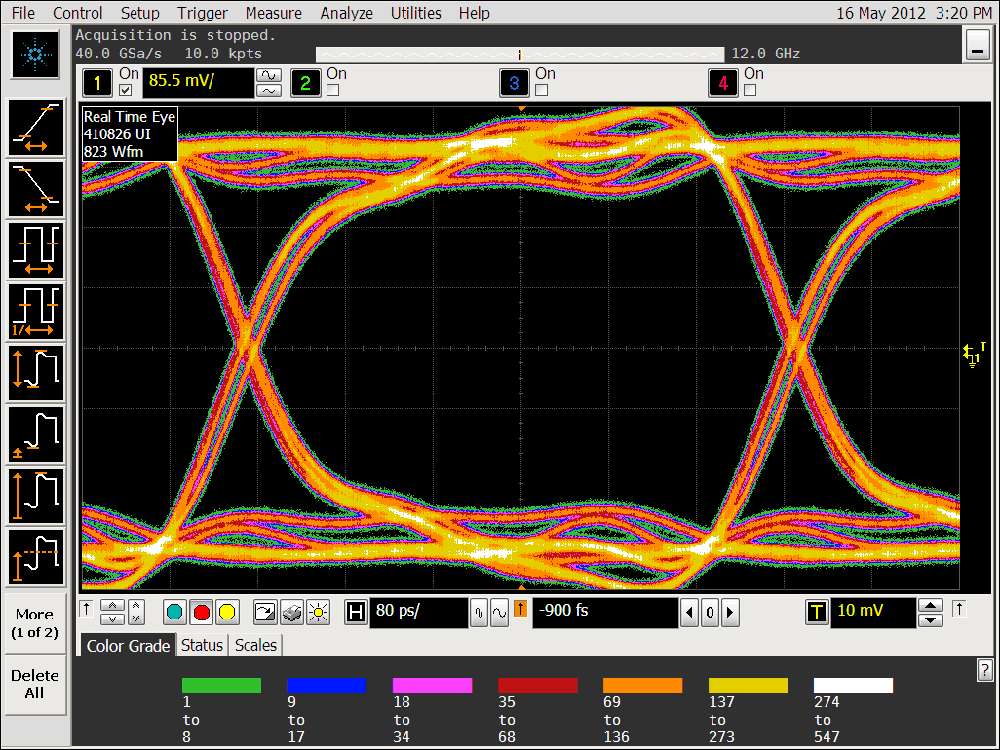 File Control Setup Trigger Measure Analyze Utilities Help 16 May 2012 3:20 PM
Acquisition is stopped.
40.0 GSa/s 10.0 kpts 12.0 GHz
1 On 85.5 mV/ 2 On 3 On 4 On
Real Time Eye
410826 UI
823 Wfm
T
1
1/
More
(1 of 2)
Delete
All
H 80 ps/ -900 fs 0 T 10 mV
Color Grade Status Scales
?
1 9 18 35 69 137 274
to to to to to to to
8 17 34 68 136 273 547